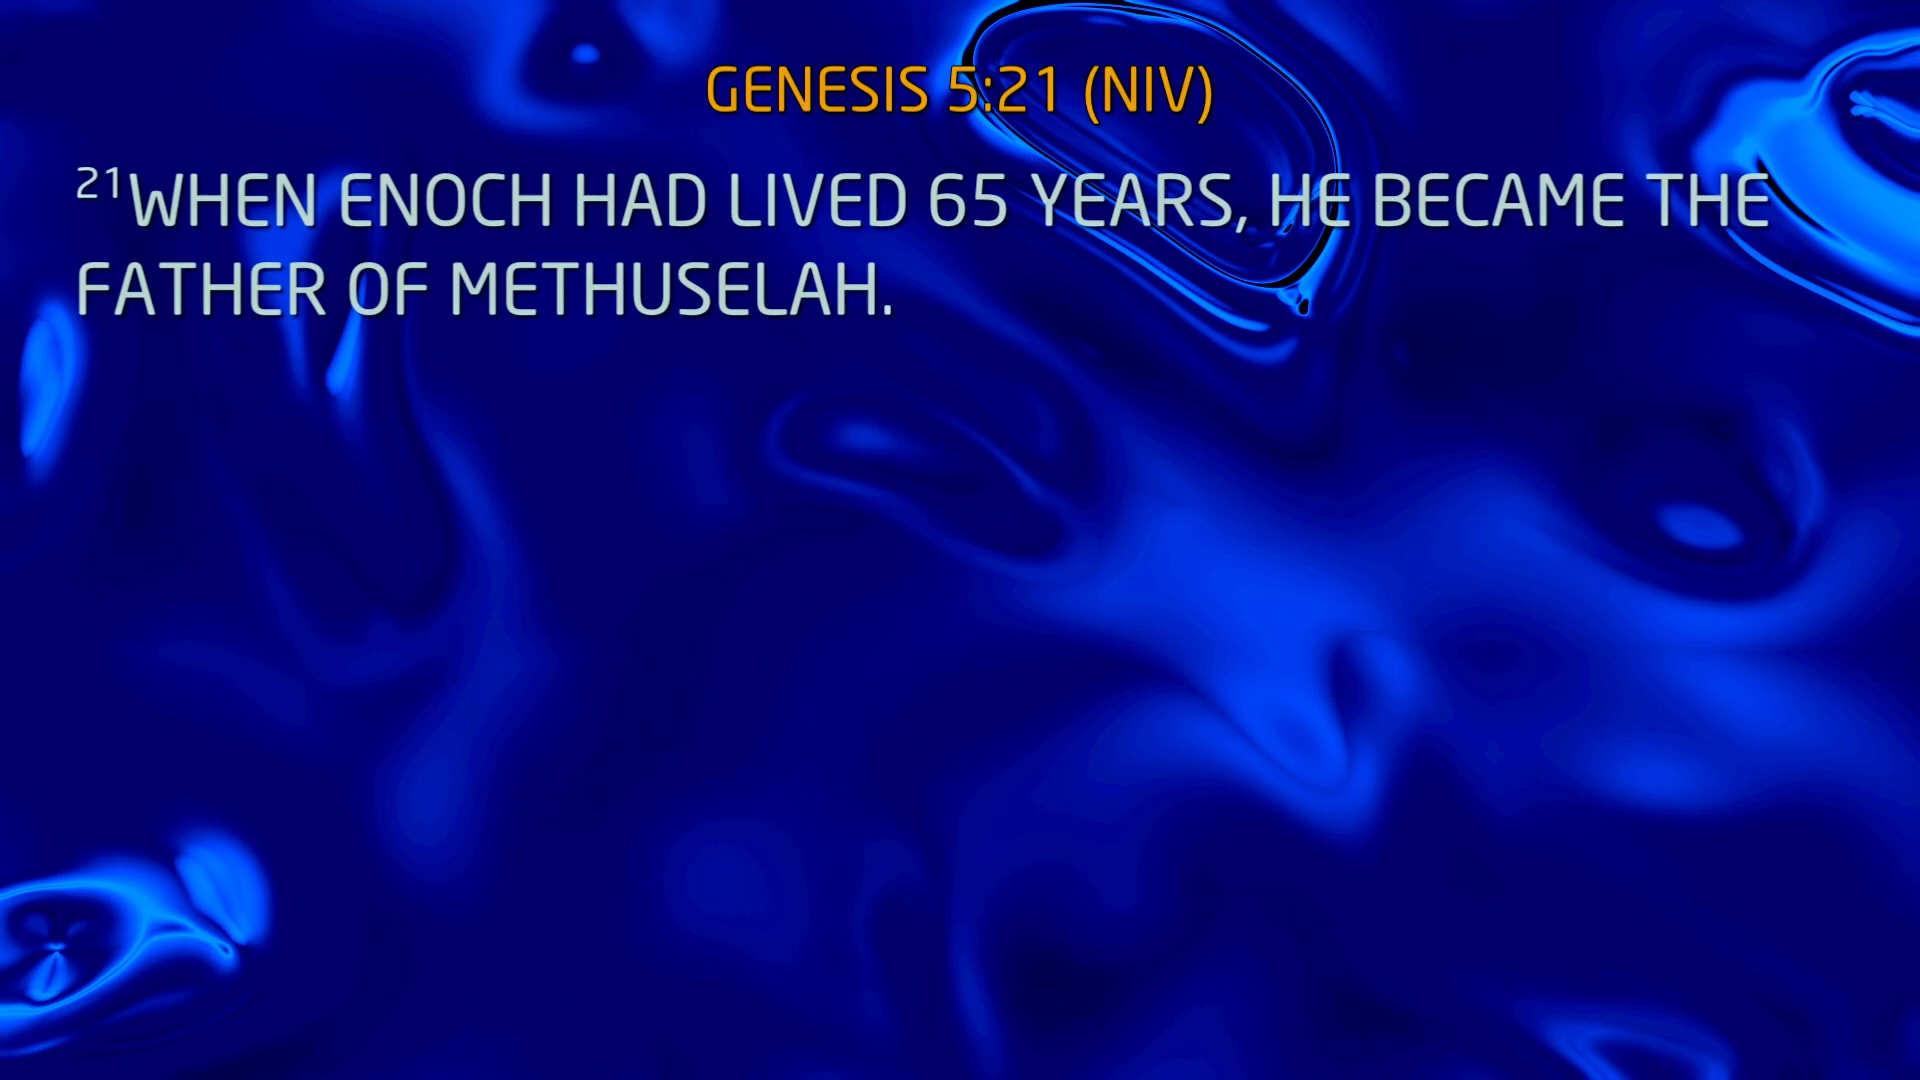 GENESIS 5:21 (NIV)
21WHEN ENOCH HAD LIVED 65 YEARS, HE BECAME THE
FATHER OF METHUSELAH.